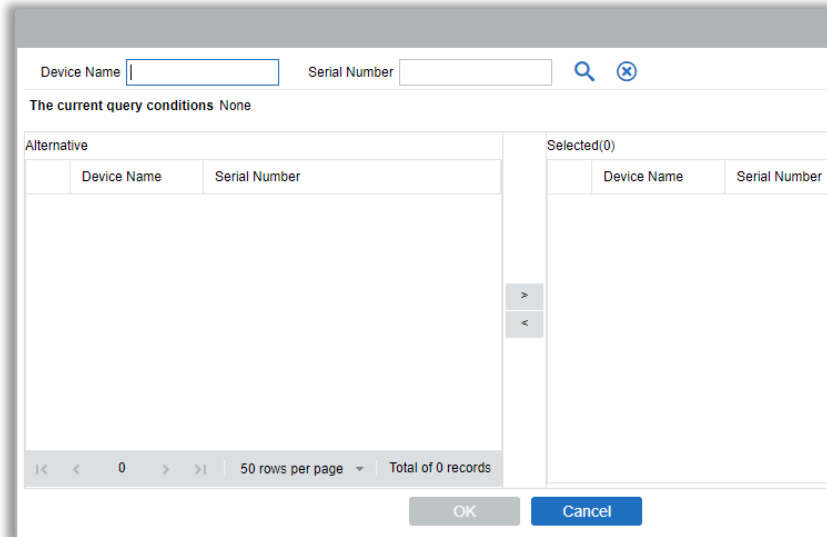 Device Name Serial Number
The current query conditions None
Alternative Selected(0)
Device Name Serial Number Device Name Serial Number
>
<
|< < 0 > >| 50 rows per page Total of 0 records
OK Cancel